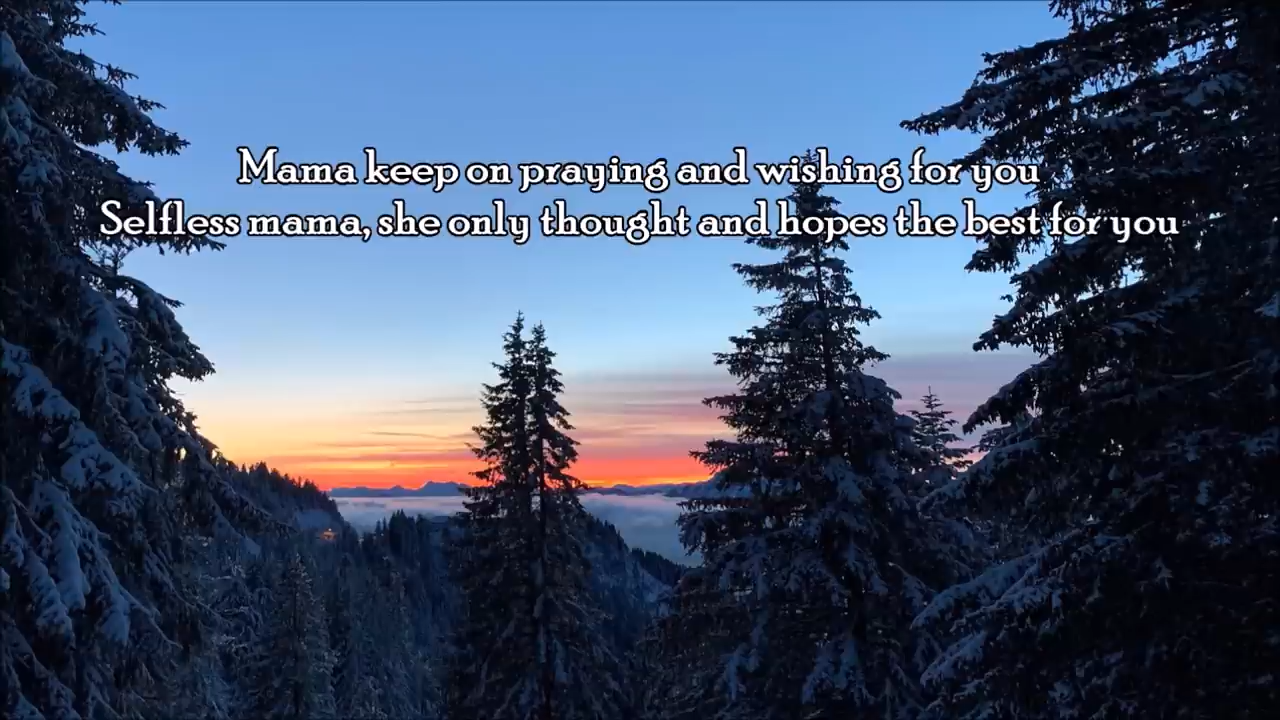 Mama keep on praying and wishing for you
Selfless mama, she only thought and hopes the best for you